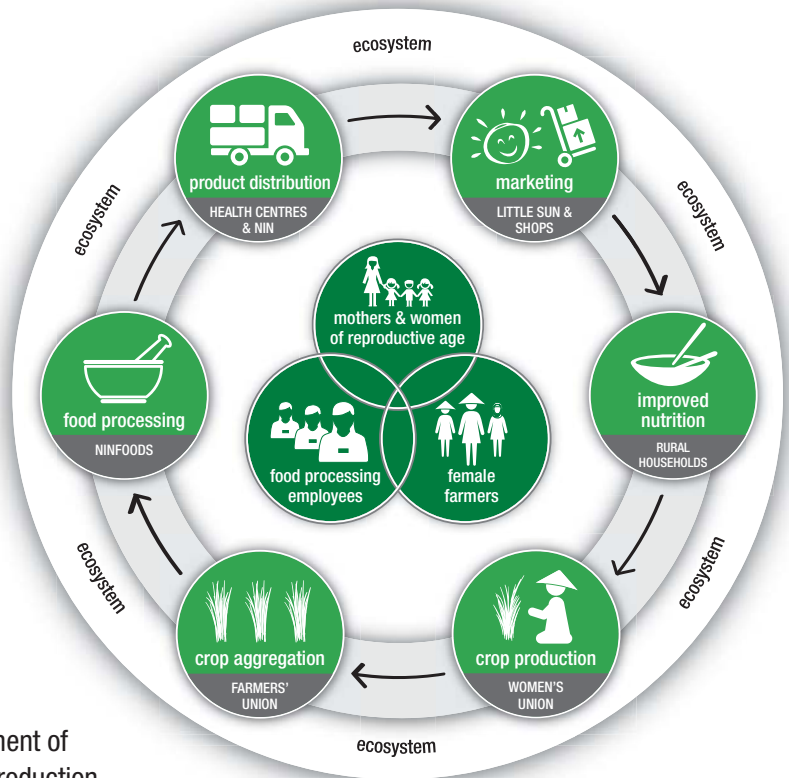 ecosystem
product distribution
HEALTH CENTRES
& NIN
marketing
LITTLE SUN &
SHOPS
ecosystem
ecosystem
mothers & women
of reproductive age
food processing
NINFOODS
improved
nutrition
RURAL
HOUSEHOLDS
food processing
employees
female
farmers
ecosystem
ecosystem
crop aggregation
FARMERS'
UNION
crop production
WOMEN'S
UNION
ecosystem